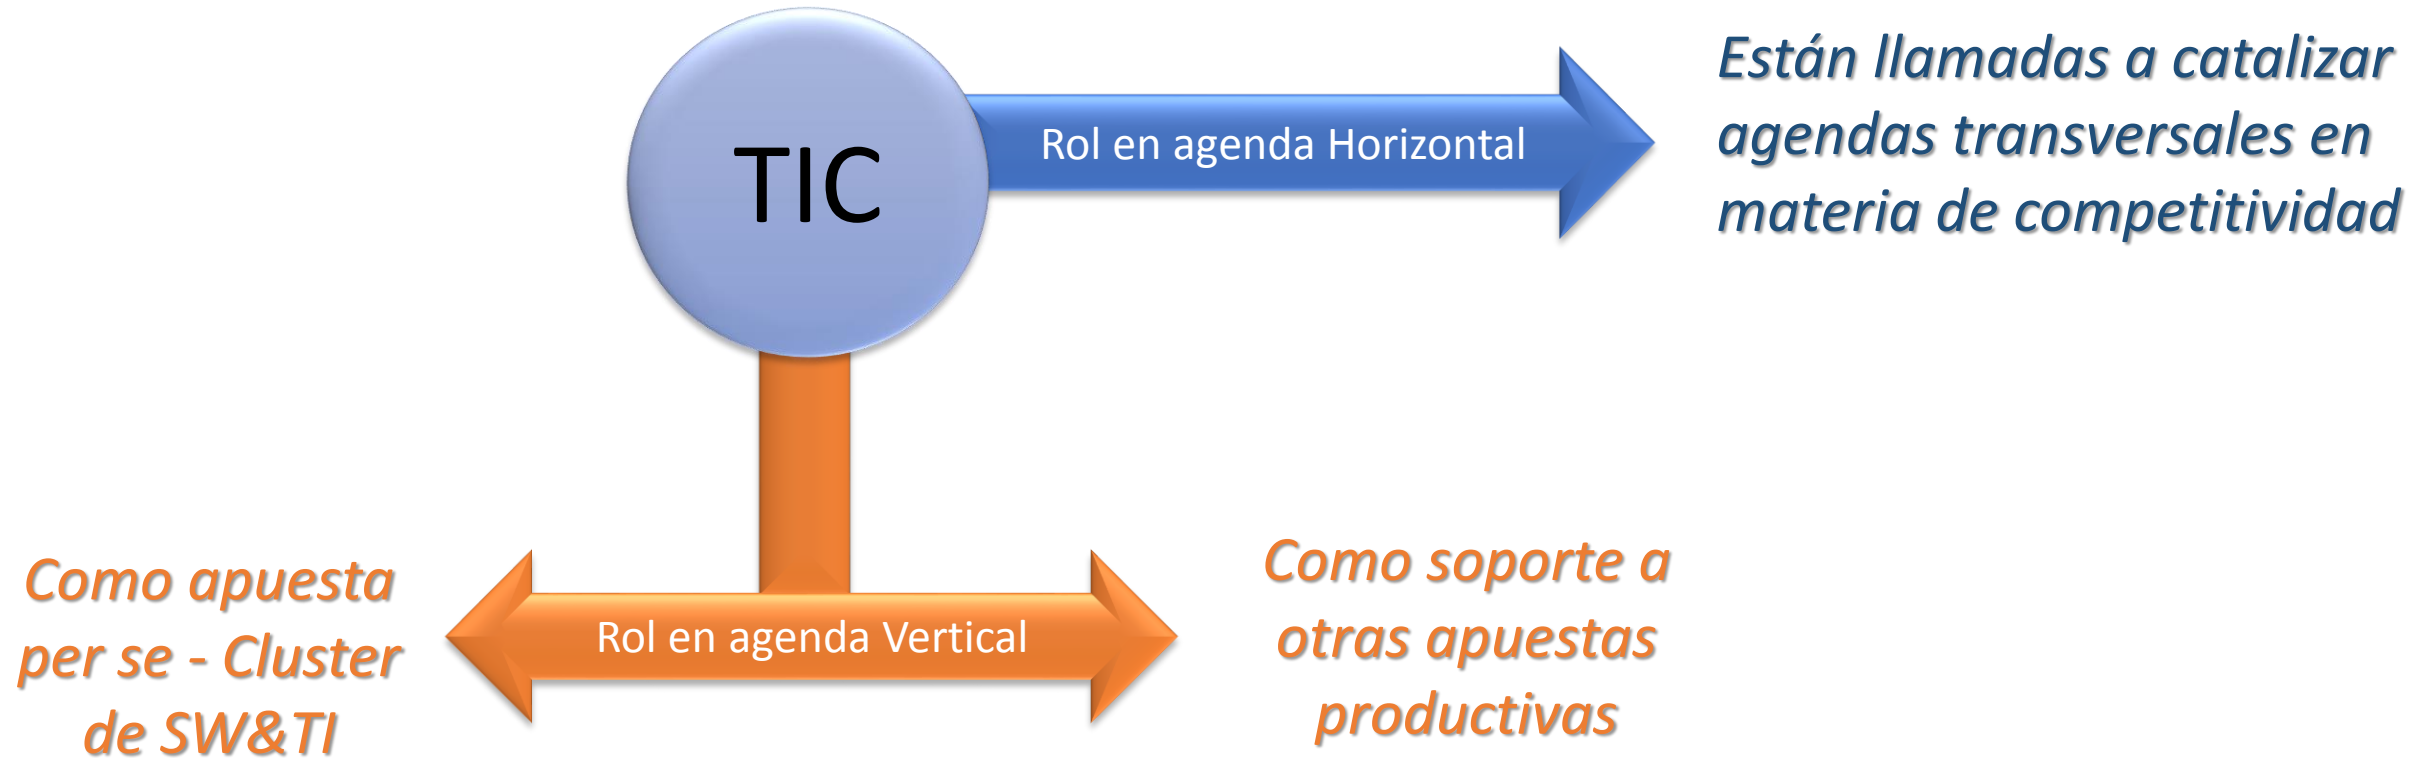 TIC
Rol en agenda Horizontal
Están llamadas a catalizar
agendas transversales en
materia de competitividad
Como apuesta
per se - Cluster
de SW&TI
Rol en agenda Vertical
Como soporte a
otras apuestas
productivas